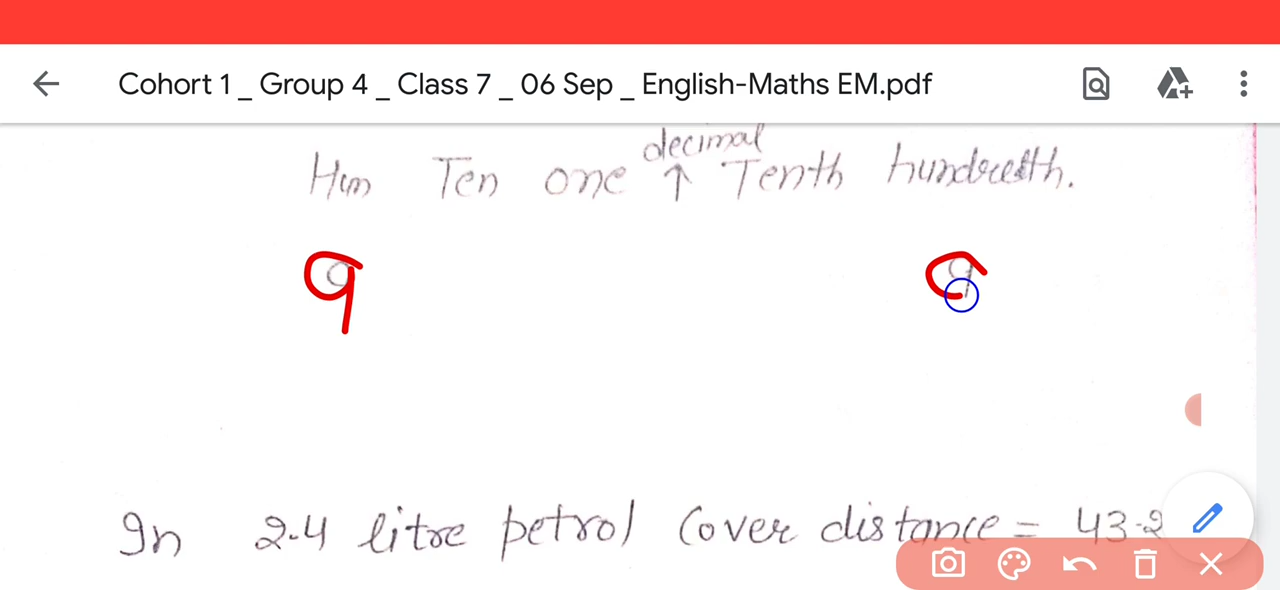 Cohort 1 _ Group 4 _ Class 7 _ 06 Sep _ English-Maths EM.pdf
decimal
Hun Ten one ↑ Tenth hundredth.
9 9
In 2.4 litre petrol cover distance = 43.2